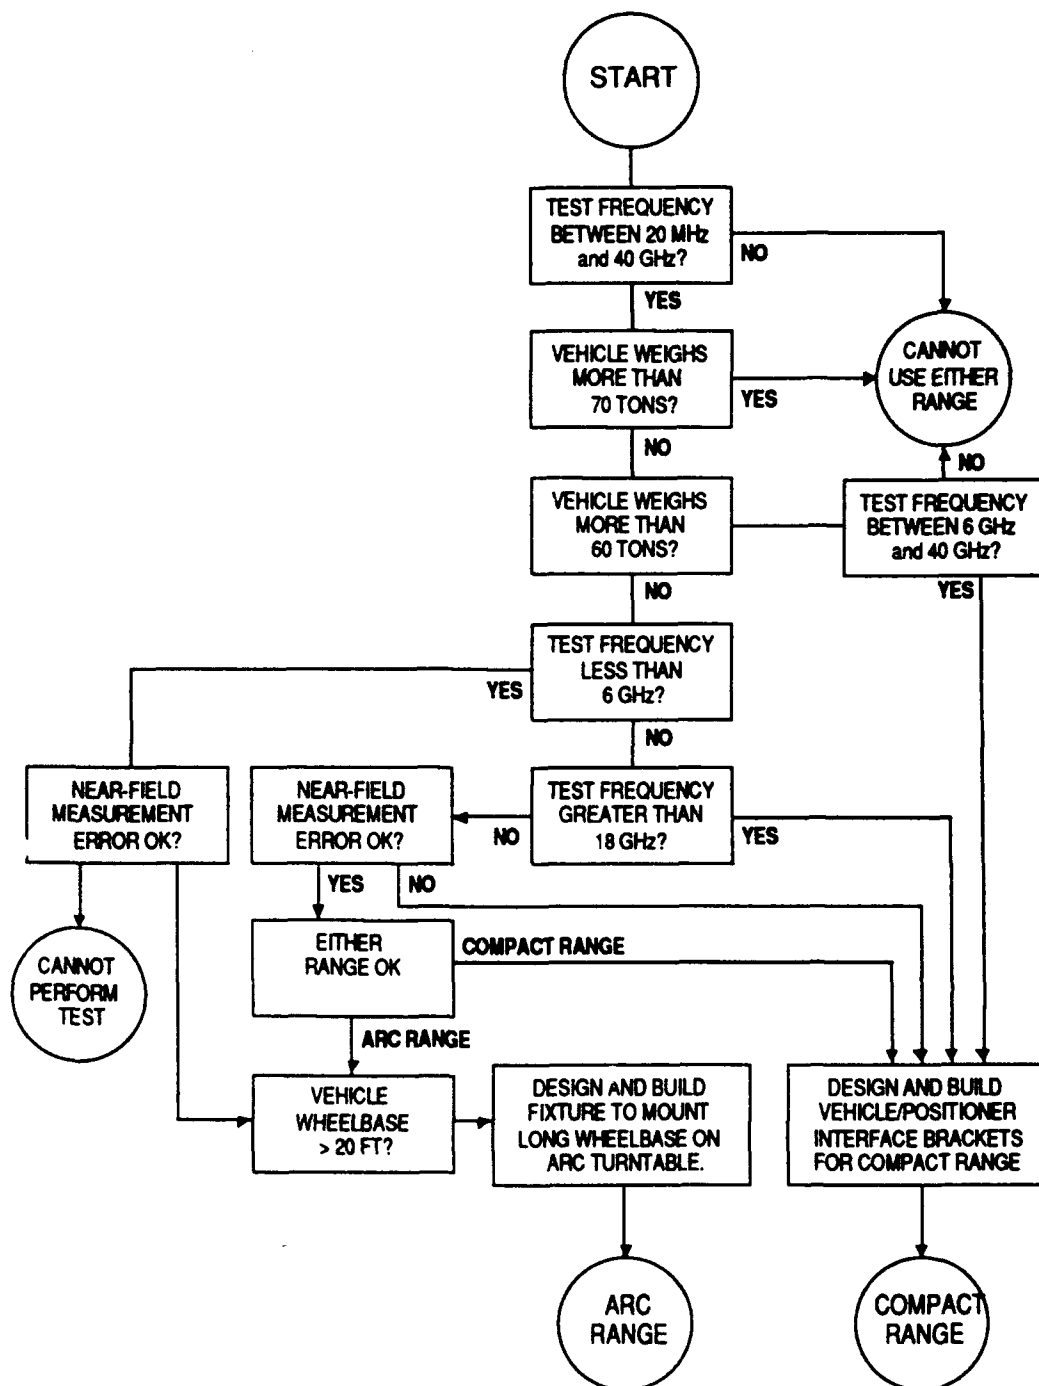 START
TEST FREQUENCY
BETWEEN 20 MHz
and 40 GHz?
NO
YES
VEHICLE WEIGHS
MORE THAN
70 TONS?
YES
CANNOT
USE EITHER
RANGE
NO
NO
VEHICLE WEIGHS
MORE THAN
60 TONS?
TEST FREQUENCY
BETWEEN 6 GHz
and 40 GHz?
NO
YES
TEST FREQUENCY
LESS THAN
6 GHz?
YES
NO
NEAR-FIELD
MEASUREMENT
ERROR OK?
NEAR-FIELD
MEASUREMENT
ERROR OK?
TEST FREQUENCY
GREATER THAN
18 GHz?
NO
YES
YES
NO
CANNOT
PERFORM
TEST
EITHER
RANGE OK
COMPACT RANGE
ARC RANGE
VEHICLE
WHEELBASE
> 20 FT?
DESIGN AND BUILD
FIXTURE TO MOUNT
LONG WHEELBASE ON
ARC TURNTABLE.
DESIGN AND BUILD
VEHICLE/POSITIONER
INTERFACE BRACKETS
FOR COMPACT RANGE
ARC
RANGE
COMPACT
RANGE